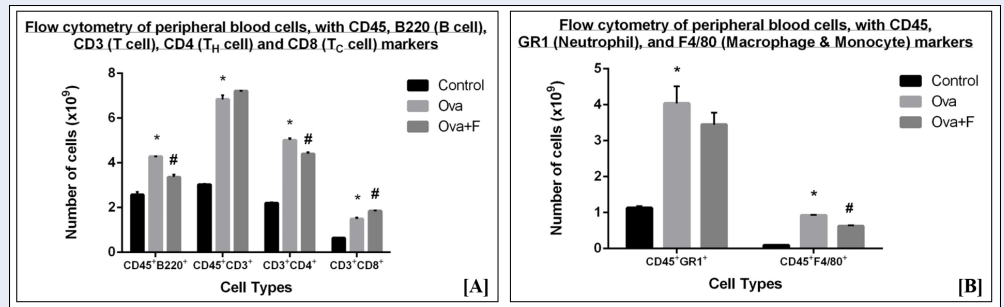 Flow cytometry of peripheral blood cells, with CD45, B220 (B cell),
CD3 (T cell), CD4 (T_H cell) and CD8 (T_C cell) markers
Number of cells (x10⁹)
8
6
4
2
0
*
#
*
*
#
*
#
Control
Ova
Ova+F
CD45⁺B220⁺
CD45⁺CD3⁺
CD3⁺CD4⁺
CD3⁺CD8⁺
Cell Types
[A]
Flow cytometry of peripheral blood cells, with CD45,
GR1 (Neutrophil), and F4/80 (Macrophage & Monocyte) markers
Number of cells (x10⁹)
5
4
3
2
1
0
*
*
#
Control
Ova
Ova+F
CD45⁺GR1⁺
CD45⁺F4/80⁺
Cell Types
[B]